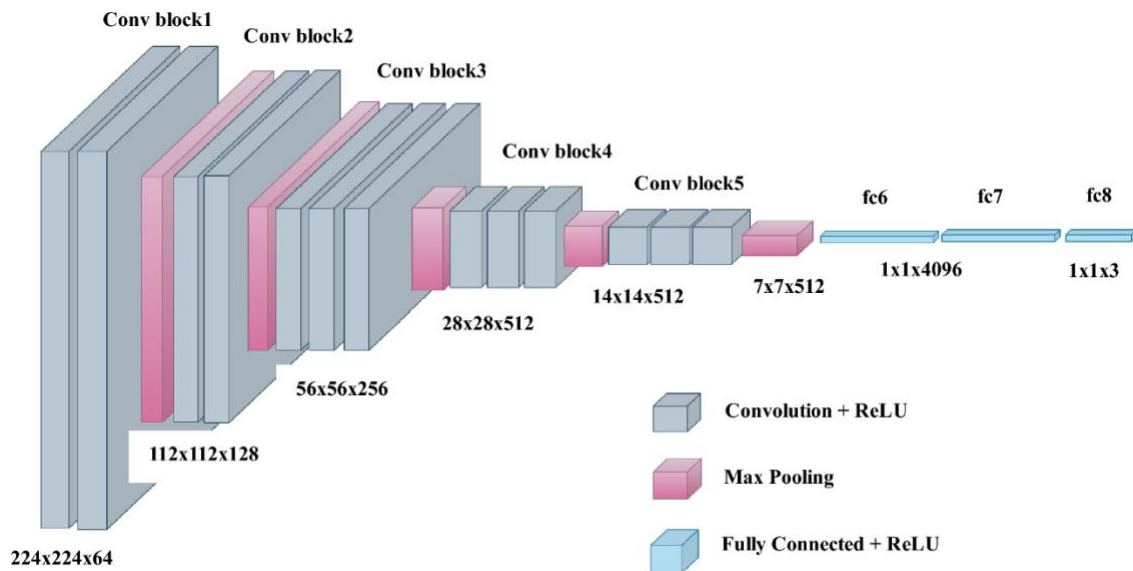 Conv block1
Conv block2
Conv block3
Conv block4
Conv block5
fc6
fc7
fc8
1x1x4096
1x1x3
7x7x512
14x14x512
28x28x512
56x56x256
112x112x128
224x224x64
Convolution + ReLU
Max Pooling
Fully Connected + ReLU